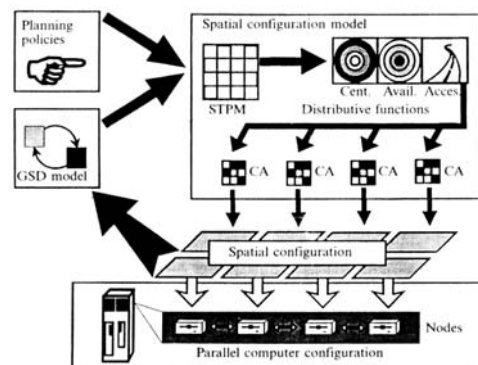 Planning
policies
GSD model
Spatial configuration model
STPM
Cent. Avail. Acces.
Distributive functions
CA CA CA CA
Spatial configuration
Nodes
Parallel computer configuration